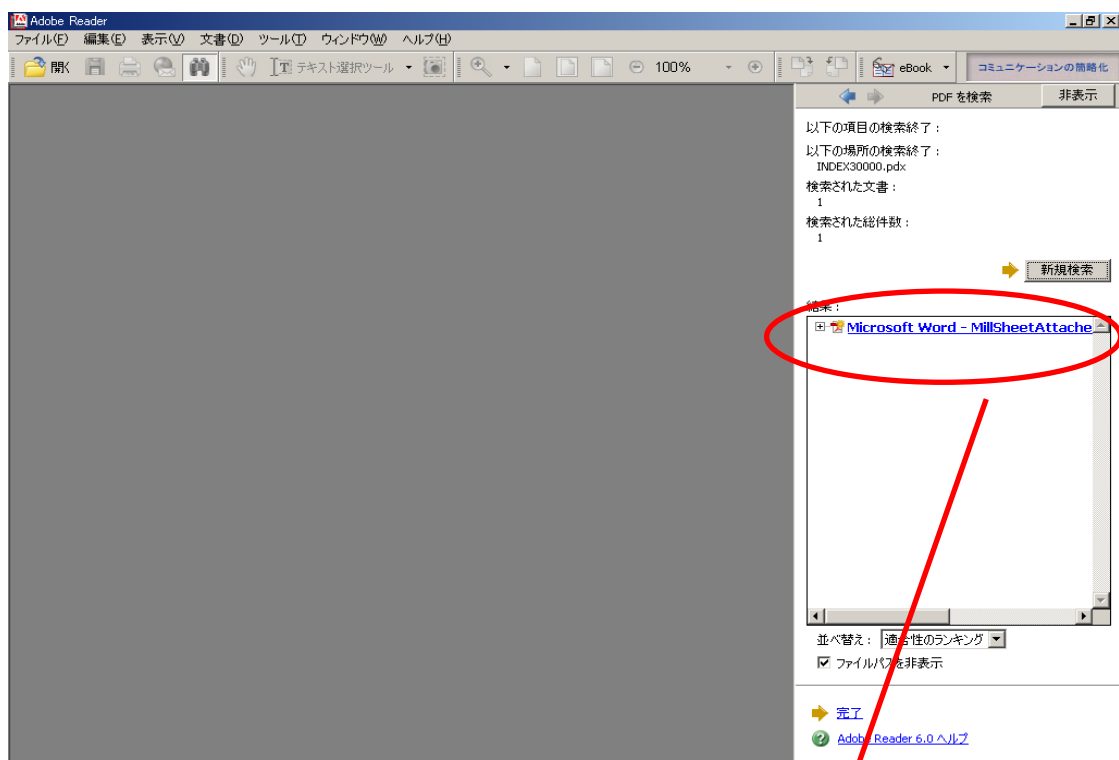 Adobe Reader
ファイル(F) 編集(E) 表示(V) 文書(D) ツール(T) ウィンドウ(W) ヘルプ(H)
開く テキスト選択ツール 100% eBook コミュニケーションの簡略化
PDF を検索 非表示
以下の項目の検索終了：
以下の場所の検索終了：
INDEX30000.pdx
検索された文書：
1
検索された総件数：
1
新規検索
結果：
Microsoft Word - MillSheetAttache
並べ替え： 適合性のランキング
ファイルパスを非表示
完了
Adobe Reader 6.0 ヘルプ